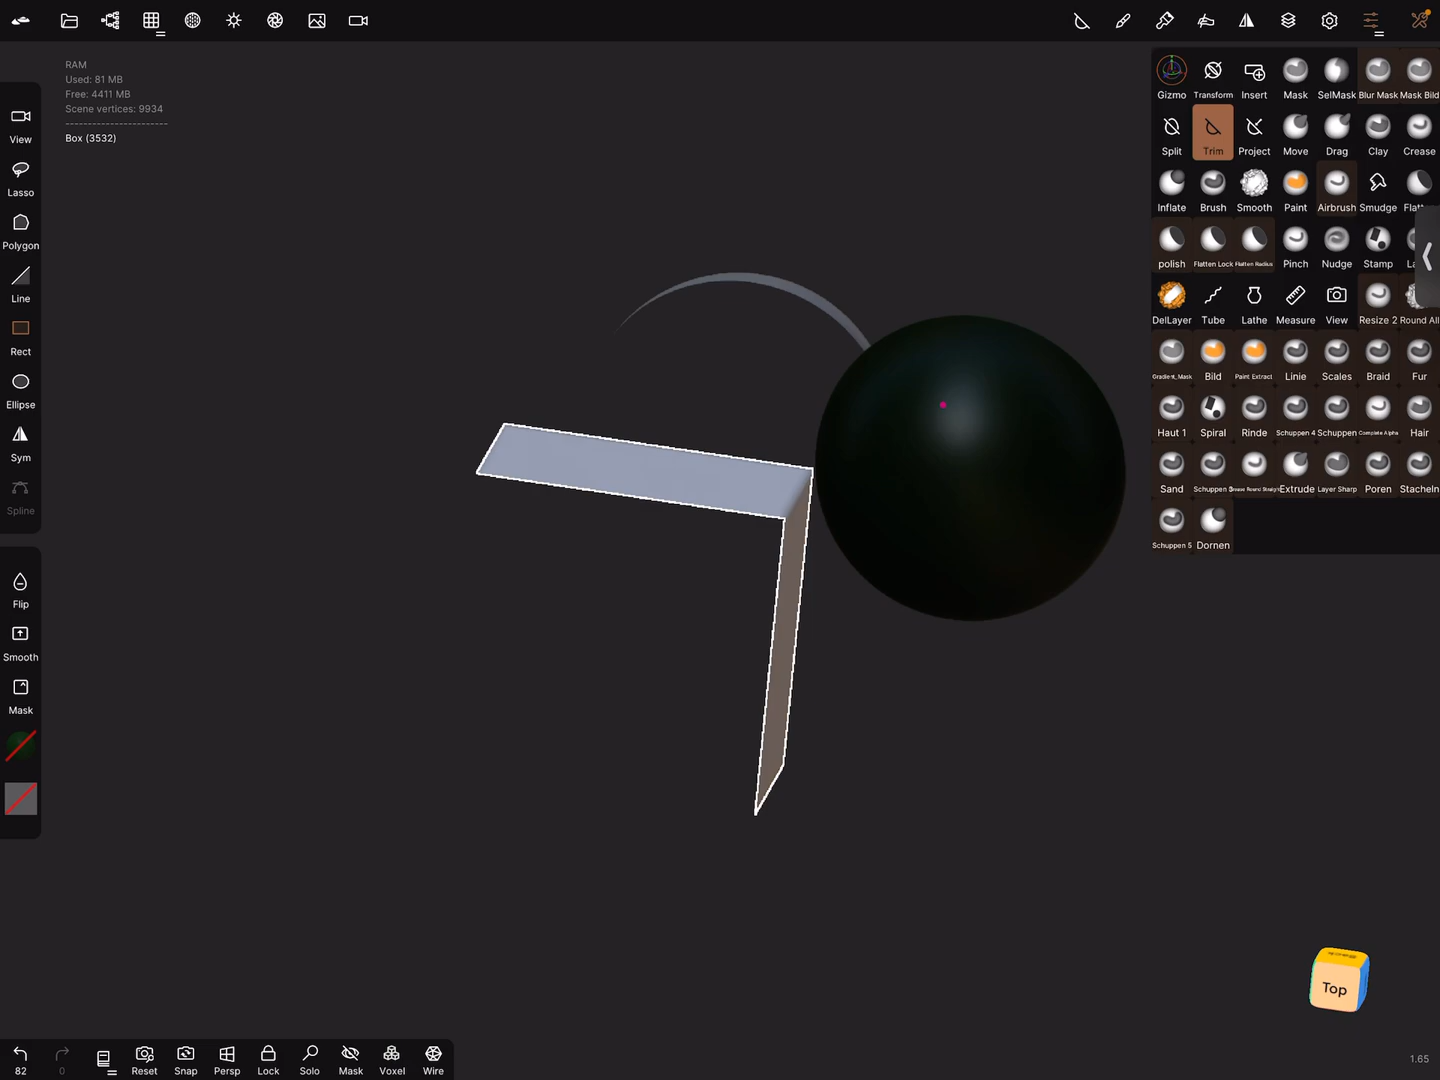 RAM
Used: 81 MB
Free: 4411 MB
Scene vertices: 9934
Box (3532)
View
Lasso
Polygon
Line
Rect
Ellipse
Sym
Spline
Flip
Smooth
Mask
Gizmo Transform Insert Mask SelMask Blur Mask Mask Bild
Split Trim Project Move Drag Clay Crease
Inflate Brush Smooth Paint Airbrush Smudge
polish Flatten Lock Flatten Radius Pinch Nudge Stamp
DelLayer Tube Lathe Measure View Resize 2 Round All
Gradient_Mask Bild Paint Extract Linie Scales Braid Fur
Haut 1 Spiral Rinde Schuppen 4 Schuppen Complete Alpha Hair
Sand Schuppen Extrude Layer Sharp Poren Stacheln
Schuppen 5 Dornen
Top
82 0 Reset Snap Persp Lock Solo Mask Voxel Wire
1.65